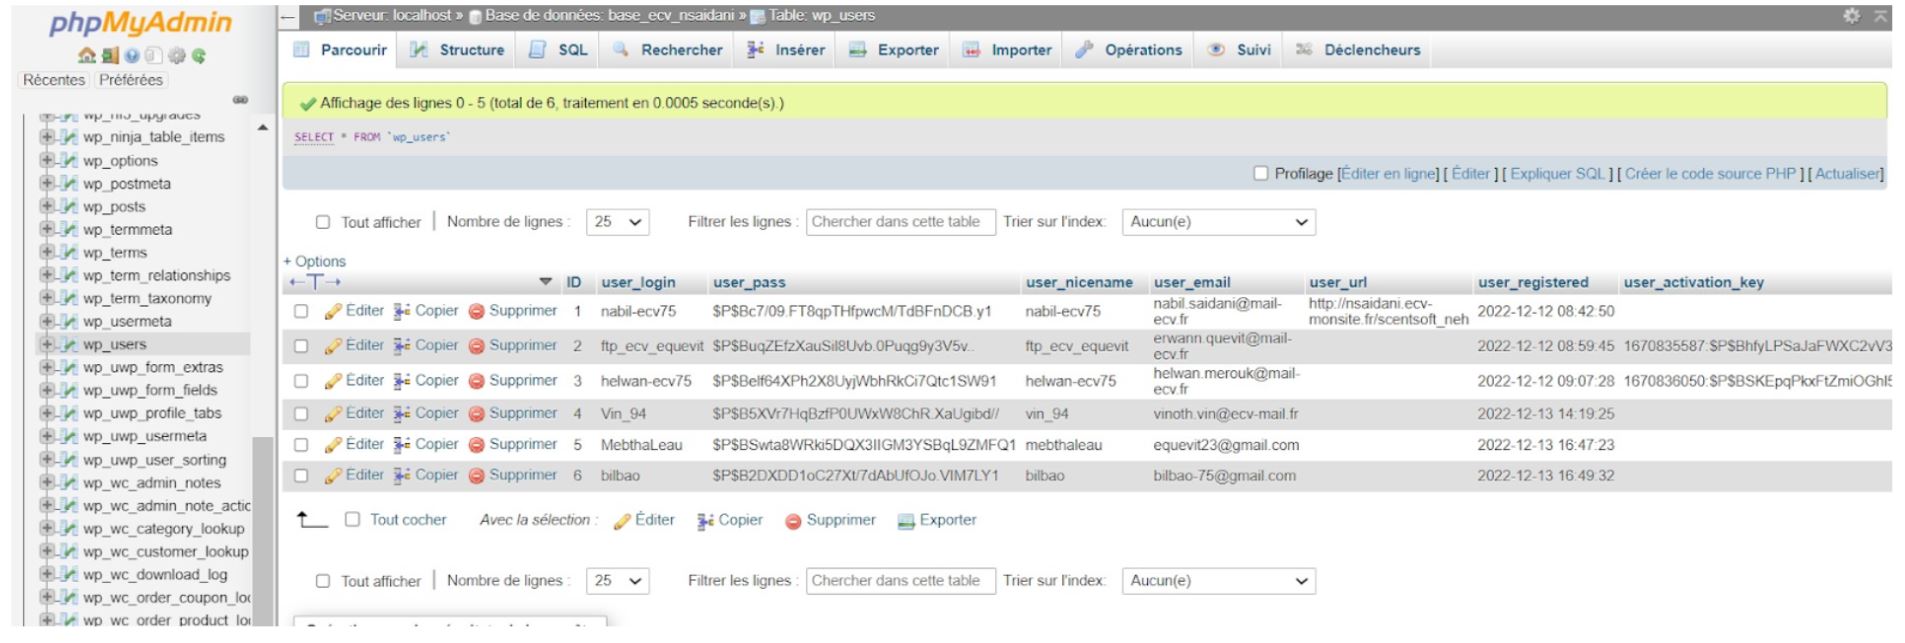 phpMyAdmin
Récentes Préférées
wp_nf3_upgrades
wp_ninja_table_items
wp_options
wp_postmeta
wp_posts
wp_termmeta
wp_terms
wp_term_relationships
wp_term_taxonomy
wp_usermeta
wp_users
wp_uwp_form_extras
wp_uwp_form_fields
wp_uwp_profile_tabs
wp_uwp_usermeta
wp_uwp_user_sorting
wp_wc_admin_notes
wp_wc_admin_note_actic
wp_wc_category_lookup
wp_wc_customer_lookup
wp_wc_download_log
wp_wc_order_coupon_loo
wp_wc_order_product_loo
Serveur: localhost » Base de données: base_ecv_nsaidani » Table: wp_users
Parcourir Structure SQL Rechercher Insérer Exporter Importer Opérations Suivi Déclencheurs
Affichage des lignes 0 - 5 (total de 6, traitement en 0.0005 seconde(s).)
SELECT * FROM `wp_users`
Profilage [Éditer en ligne] [ Éditer ] [ Expliquer SQL ] [ Créer le code source PHP ] [ Actualiser]
Tout afficher | Nombre de lignes : 25 Filtrer les lignes : Chercher dans cette table Trier sur l'index: Aucun(e)
+ Options
←T→ ▼ ID user_login user_pass user_nicename user_email user_url user_registered user_activation_key
Éditer Copier Supprimer 1 nabil-ecv75 $P$Bc7/09.FT8qpTHfpwcM/TdBFnDCB.y1 nabil-ecv75 nabil.saidani@mail-ecv.fr http://nsaidani.ecv-monsite.fr/scentsoft_neh 2022-12-12 08:42:50
Éditer Copier Supprimer 2 ftp_ecv_equevit $P$BuqZEfzXauSil8Uvb.0Puqg9y3V5v.. ftp_ecv_equevit erwann.quevit@mail-ecv.fr 2022-12-12 08:59:45 1670835587:$P$BhfyLPSaJaFWXC2vV3
Éditer Copier Supprimer 3 helwan-ecv75 $P$Belf64XPh2X8UyjWbhRkCi7Qtc1SW91 helwan-ecv75 helwan.merouk@mail-ecv.fr 2022-12-12 09:07:28 1670836050:$P$BSKEpqPkxFtZmiOGhI5
Éditer Copier Supprimer 4 Vin_94 $P$B5XVr7HqBzfP0UWxW8ChR.XaUgibd// vin_94 vinoth.vin@ecv-mail.fr 2022-12-13 14:19:25
Éditer Copier Supprimer 5 MebthaLeau $P$BSwta8WRki5DQX3IIGM3YSBqL9ZMFQ1 mebthaleau equevit23@gmail.com 2022-12-13 16:47:23
Éditer Copier Supprimer 6 bilbao $P$B2DXDD1oC27Xt/7dAbUfOJo.VIM7LY1 bilbao bilbao-75@gmail.com 2022-12-13 16:49:32
Tout cocher Avec la sélection : Éditer Copier Supprimer Exporter
Tout afficher | Nombre de lignes : 25 Filtrer les lignes : Chercher dans cette table Trier sur l'index: Aucun(e)